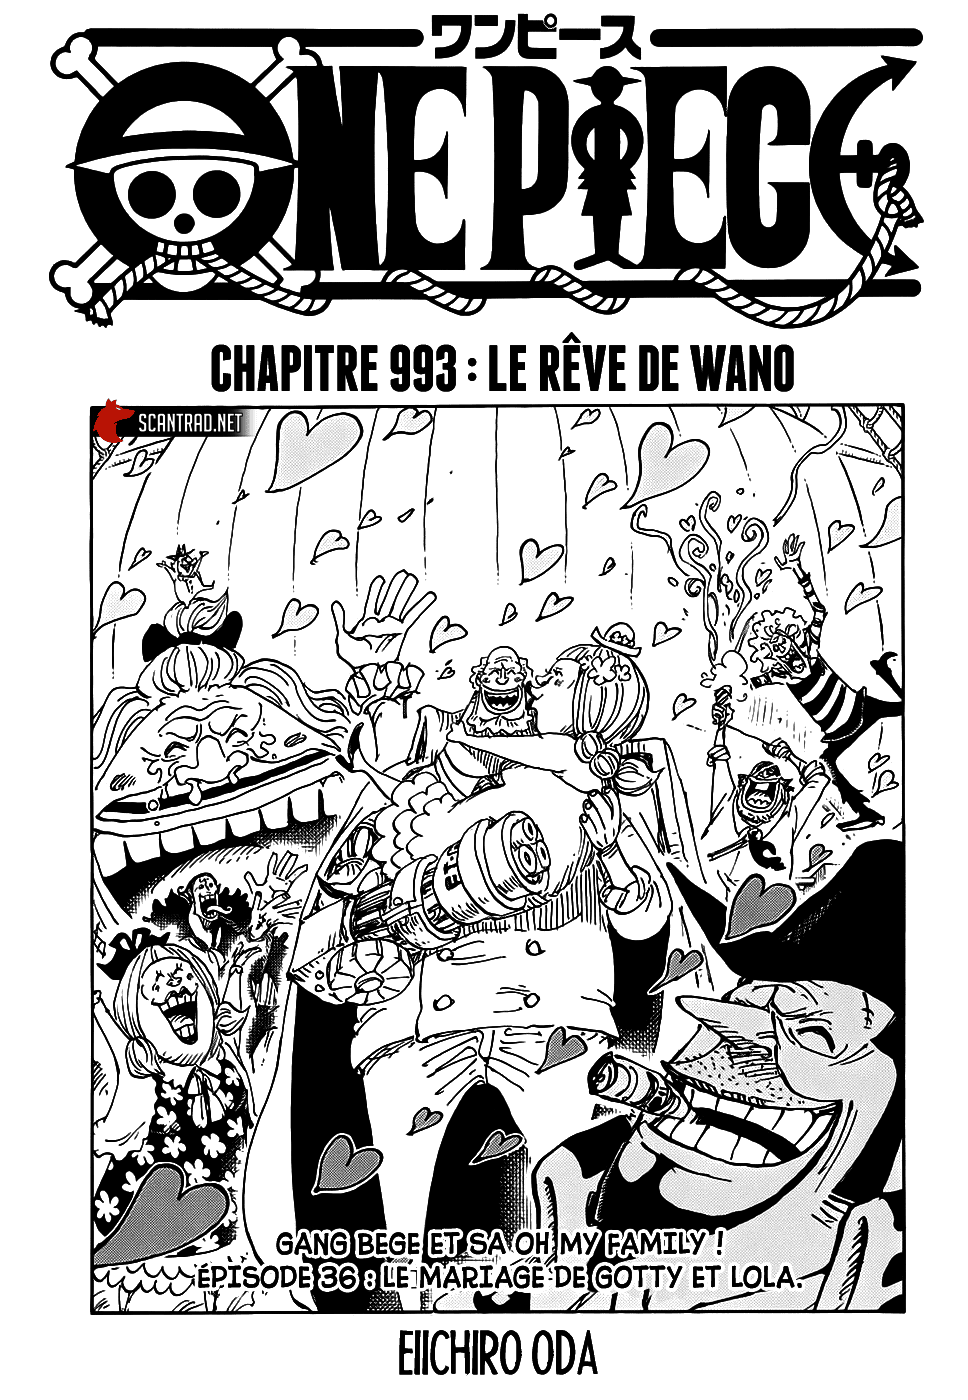 ワンピース
ONE PIECE
CHAPITRE 993 : LE RÊVE DE WANO
SCANTRAD.NET
GANG BEGE ET SA OH MY FAMILY !
ÉPISODE 36 : LE MARIAGE DE GOTTY ET LOLA.
EIICHIRO ODA